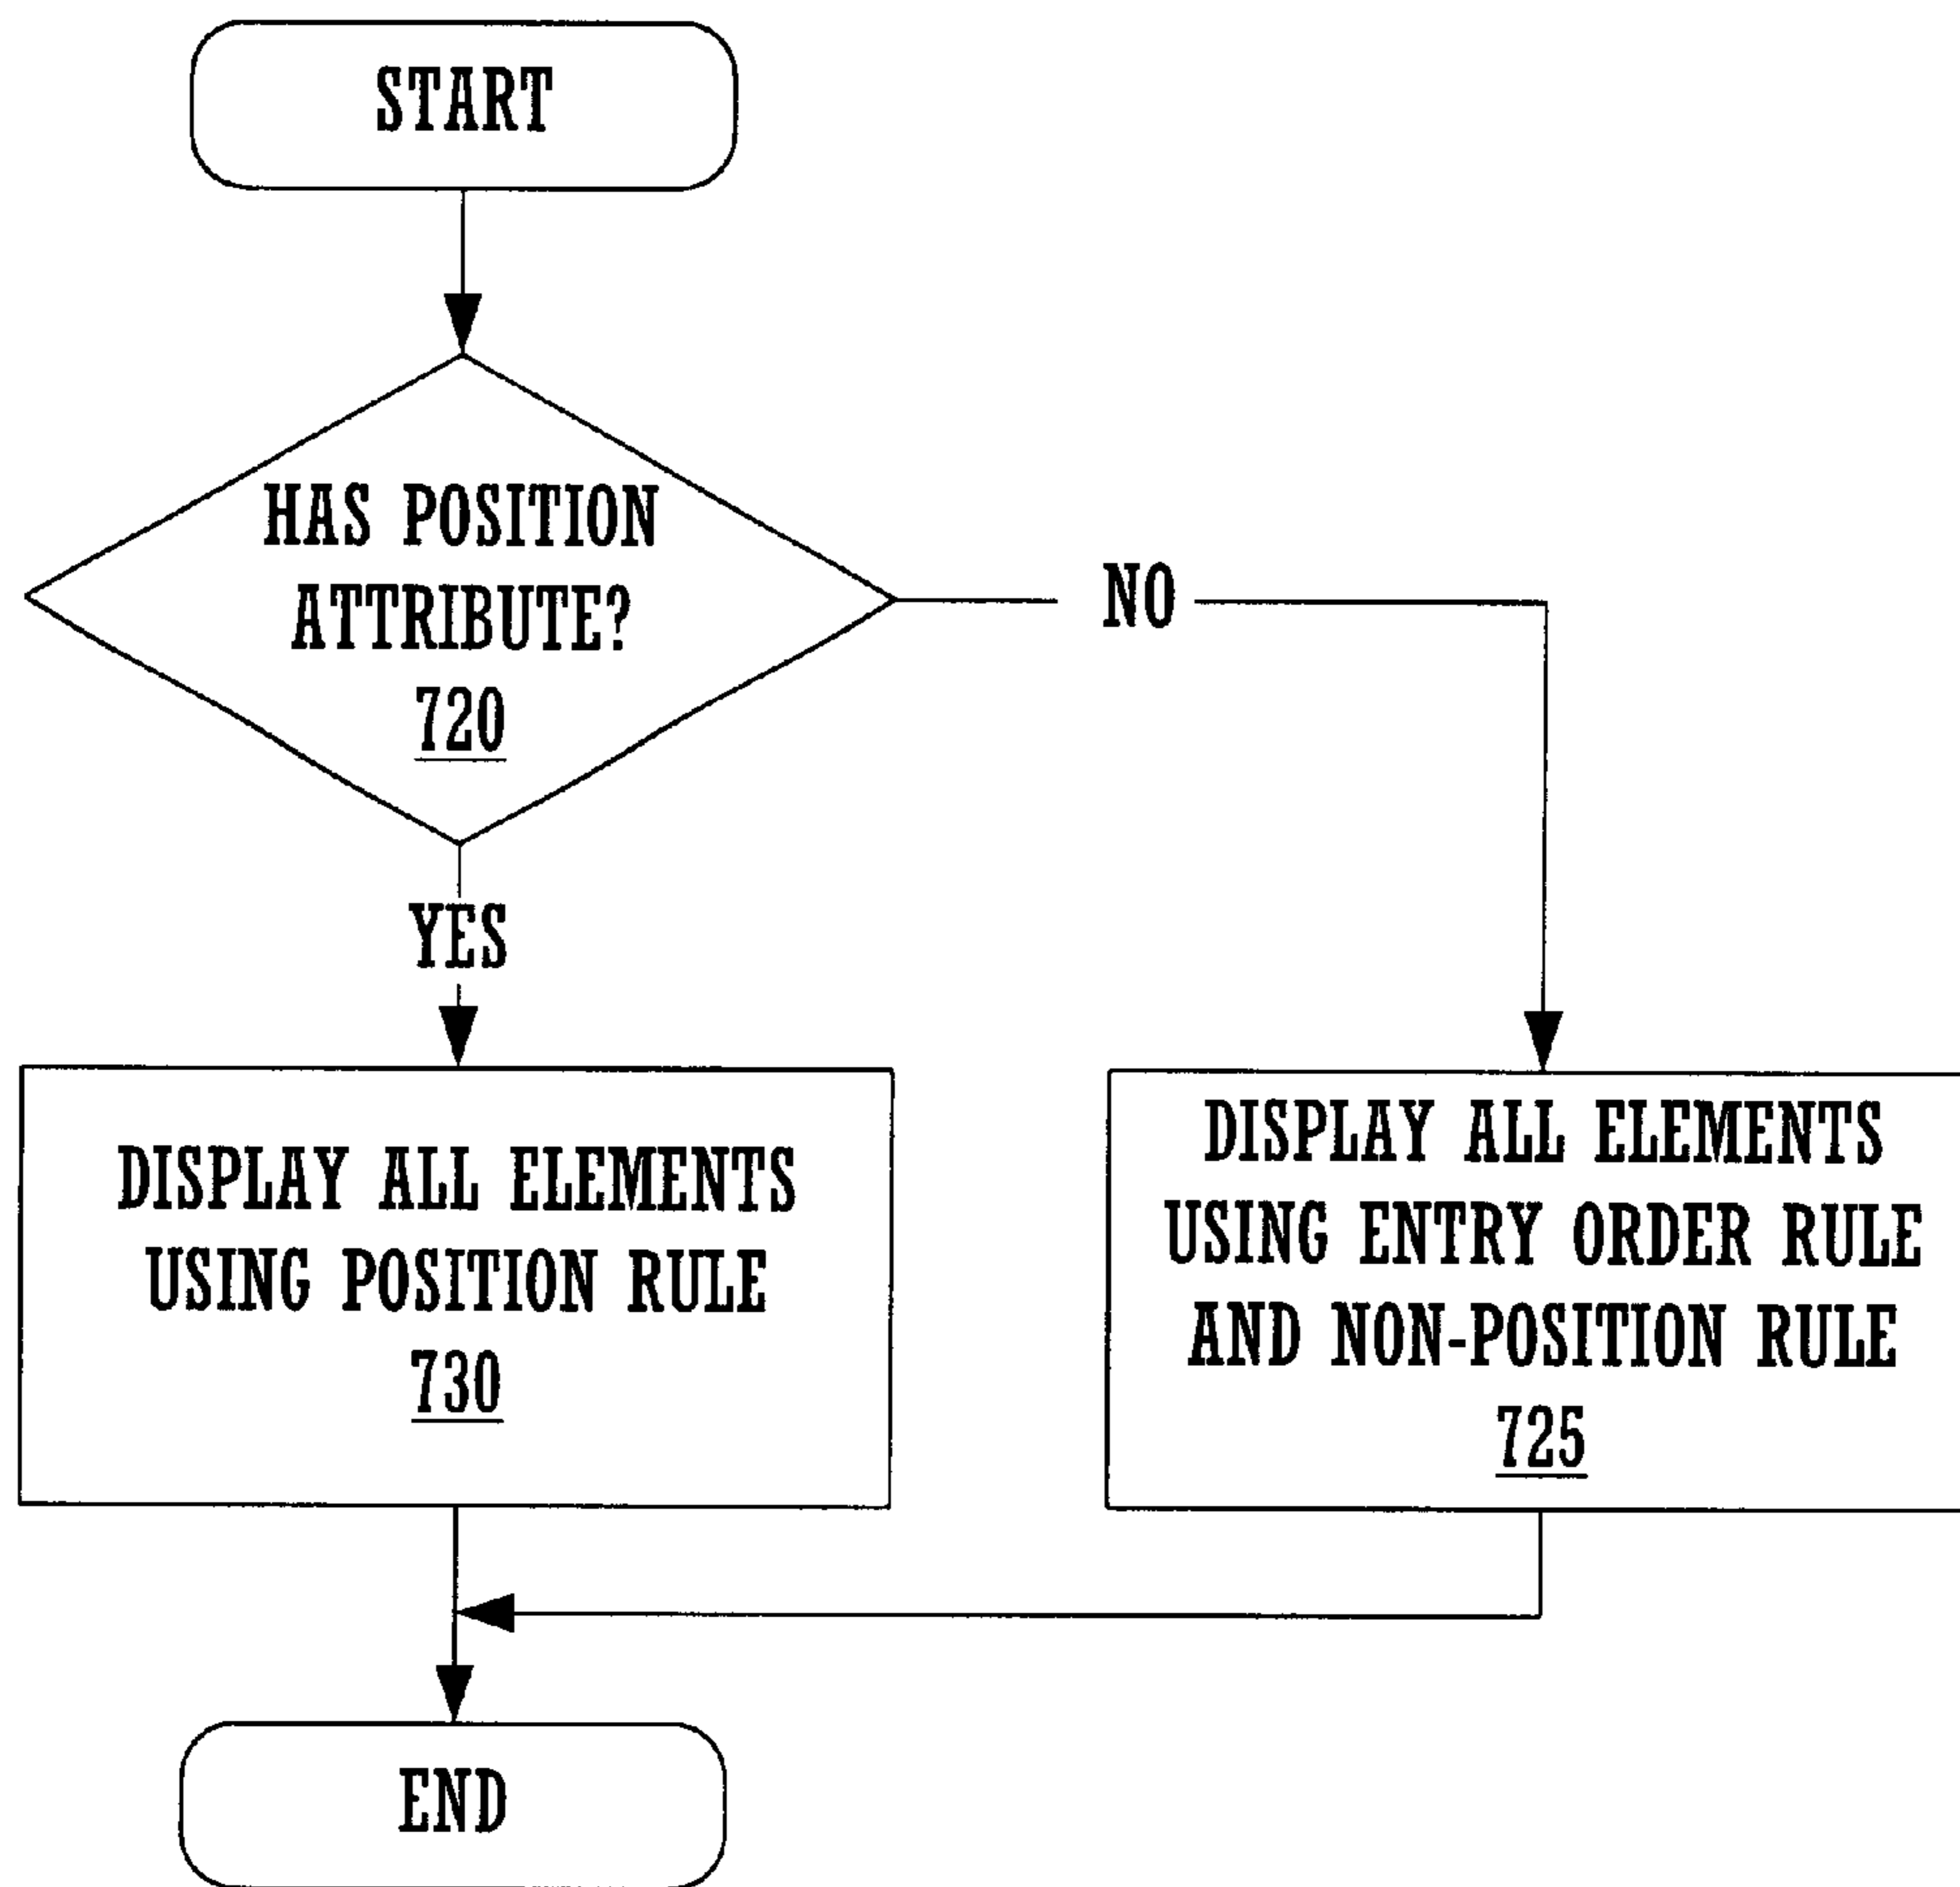 START
HAS POSITION
ATTRIBUTE?
720
NO
YES
DISPLAY ALL ELEMENTS
USING POSITION RULE
730
DISPLAY ALL ELEMENTS
USING ENTRY ORDER RULE
AND NON-POSITION RULE
725
END